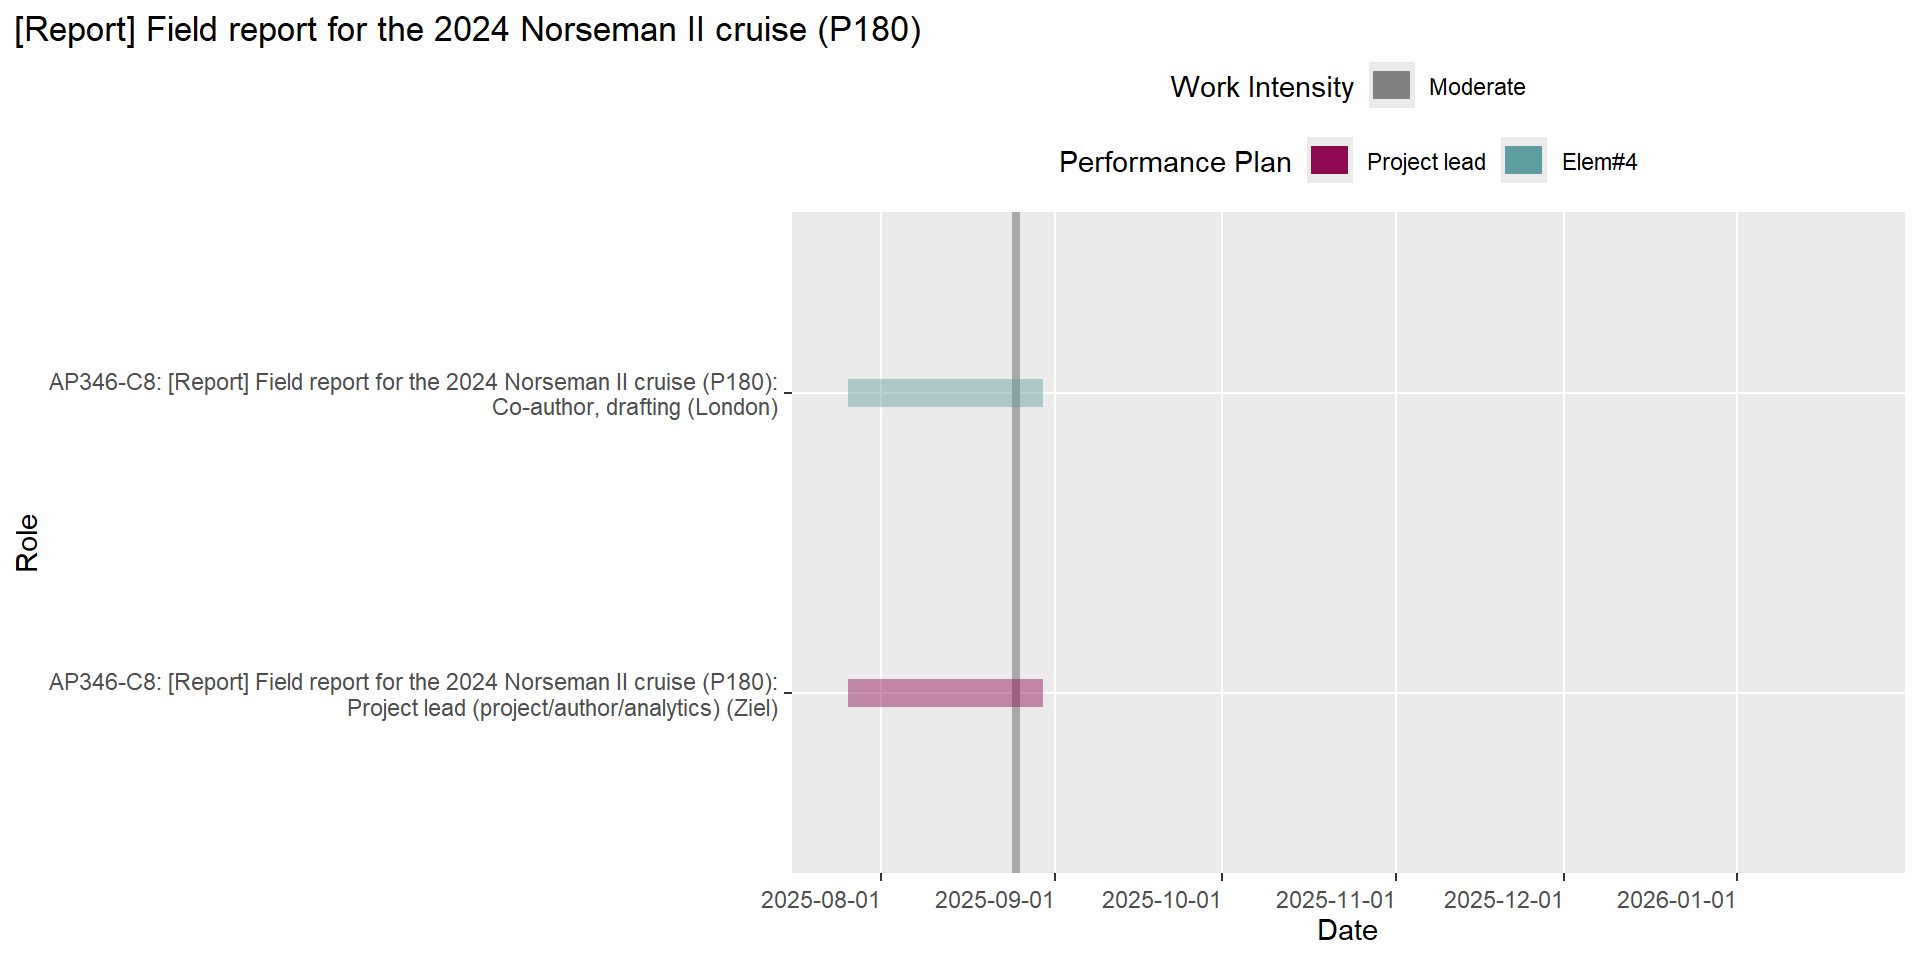 [Report] Field report for the 2024 Norseman II cruise (P180)
Work Intensity Moderate
Performance Plan Project lead Elem#4
AP346-C8: [Report] Field report for the 2024 Norseman II cruise (P180):
Co-author, drafting (London)
Role
AP346-C8: [Report] Field report for the 2024 Norseman II cruise (P180):
Project lead (project/author/analytics) (Ziel)
2025-08-01 2025-09-01 2025-10-01 2025-11-01 2025-12-01 2026-01-01
Date